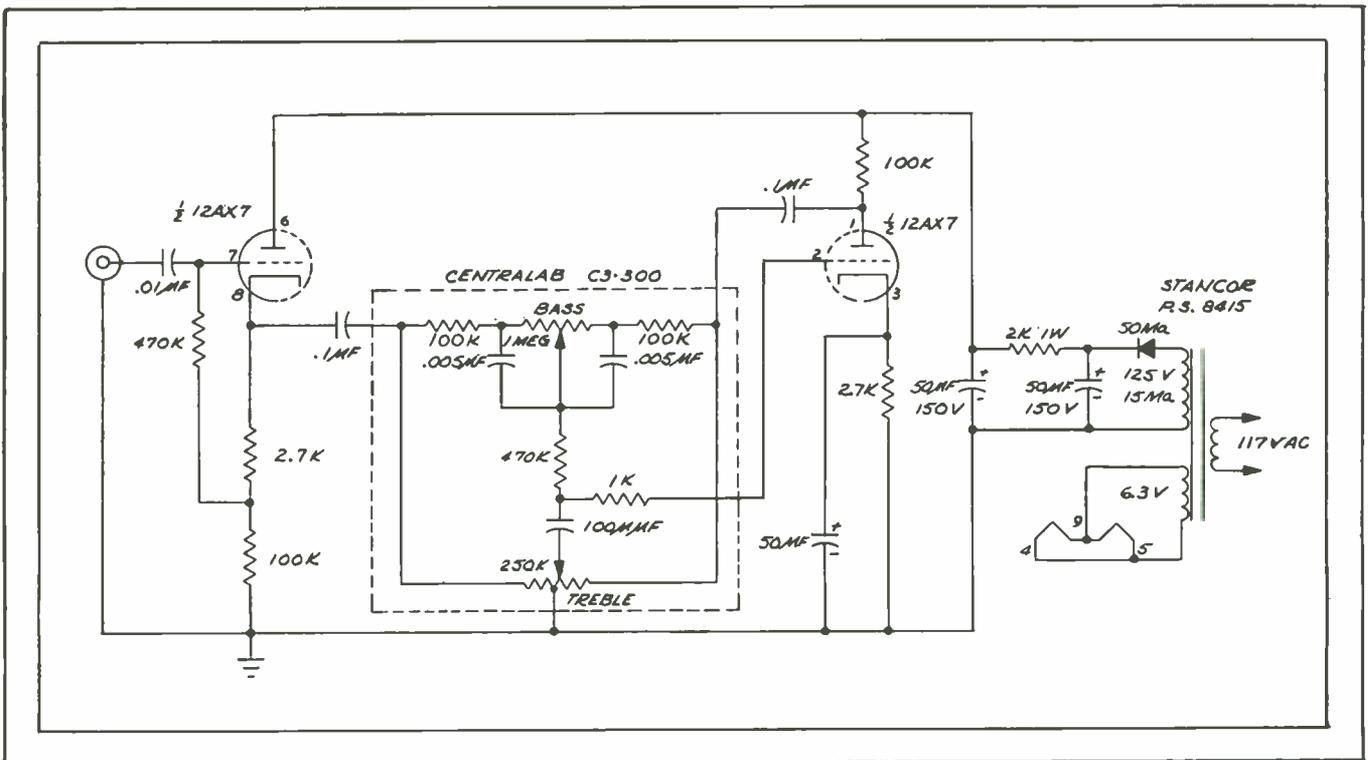 ½ 12AX7
6
7
8
.01MF
470K
2.7K
100K
.1MF
CENTRALAB C3-300
BASS
100K
1MEG
100K
.005MF
.005MF
470K
1K
100MMF
250K
TREBLE
.1MF
100K
½ 12AX7
1
2
3
2.7K
50MF
+
-
50MF
150V
+
-
2K 1W
50MF
150V
+
-
50Ma
STANCOR
P.S. 8415
125V
15Ma
117VAC
6.3V
9
4
5